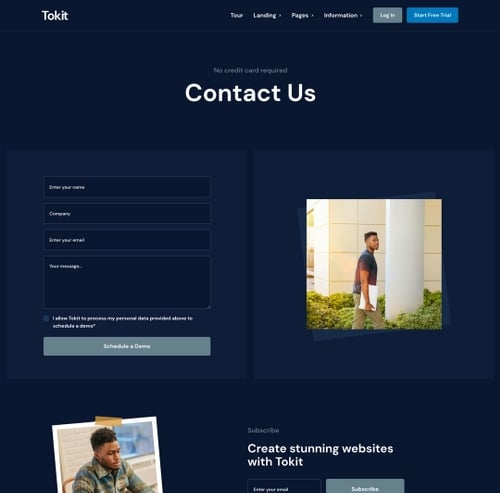 Tokit
Tour Landing Pages Information Log In Start Free Trial
No credit card required
Contact Us
Enter your name
Company
Enter your email
Your message...
I allow Tokit to process my personal data provided above to
schedule a demo*
Schedule a Demo
Subscribe
Create stunning websites
with Tokit
Enter your email Subscribe